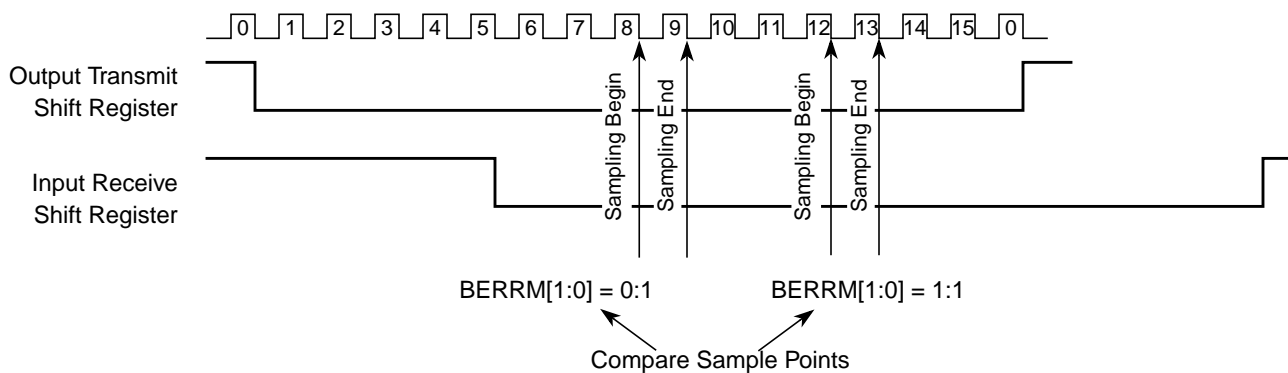 0 1 2 3 4 5 6 7 8 9 10 11 12 13 14 15 0
Output Transmit
Shift Register
Input Receive
Shift Register
Sampling Begin
Sampling End
Sampling Begin
Sampling End
BERRM[1:0] = 0:1
BERRM[1:0] = 1:1
Compare Sample Points